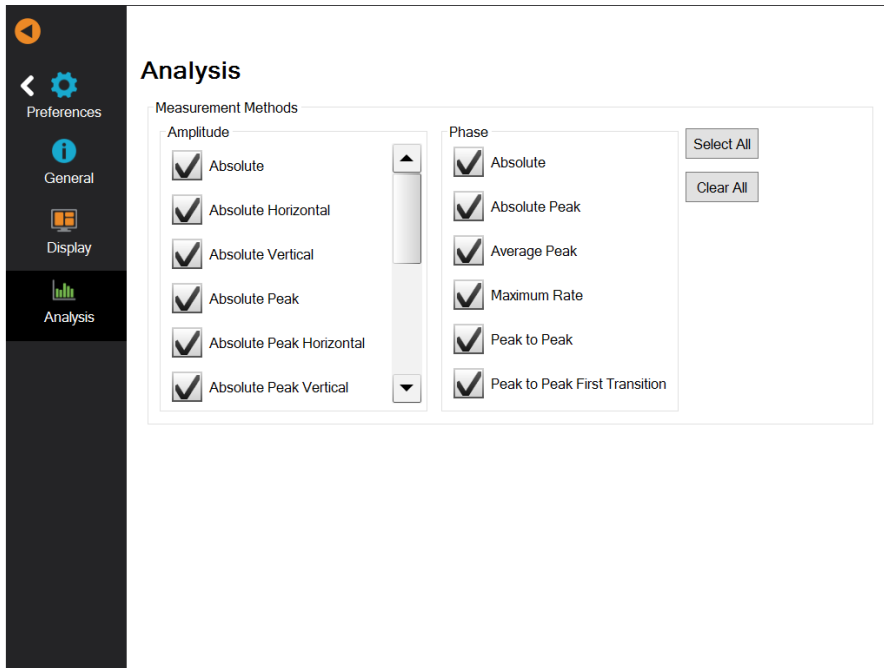 Preferences
General
Display
Analysis
Analysis
Measurement Methods
Amplitude
Absolute
Absolute Horizontal
Absolute Vertical
Absolute Peak
Absolute Peak Horizontal
Absolute Peak Vertical
Phase
Absolute
Absolute Peak
Average Peak
Maximum Rate
Peak to Peak
Peak to Peak First Transition
Select All
Clear All